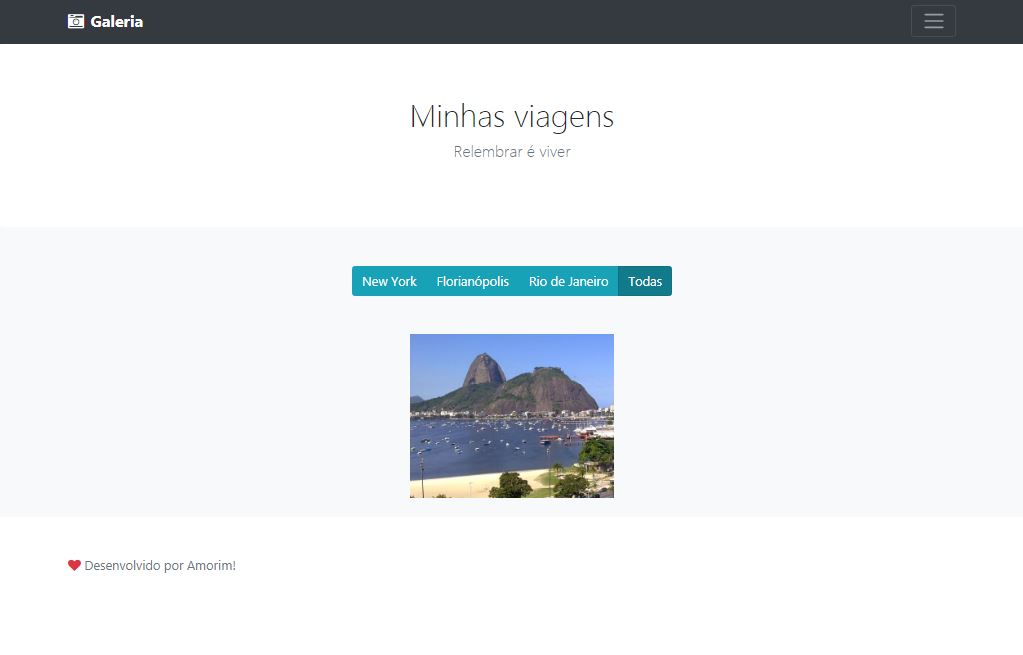 Galeria
Minhas viagens
Relembrar é viver
New York Florianópolis Rio de Janeiro Todas
Desenvolvido por Amorim!